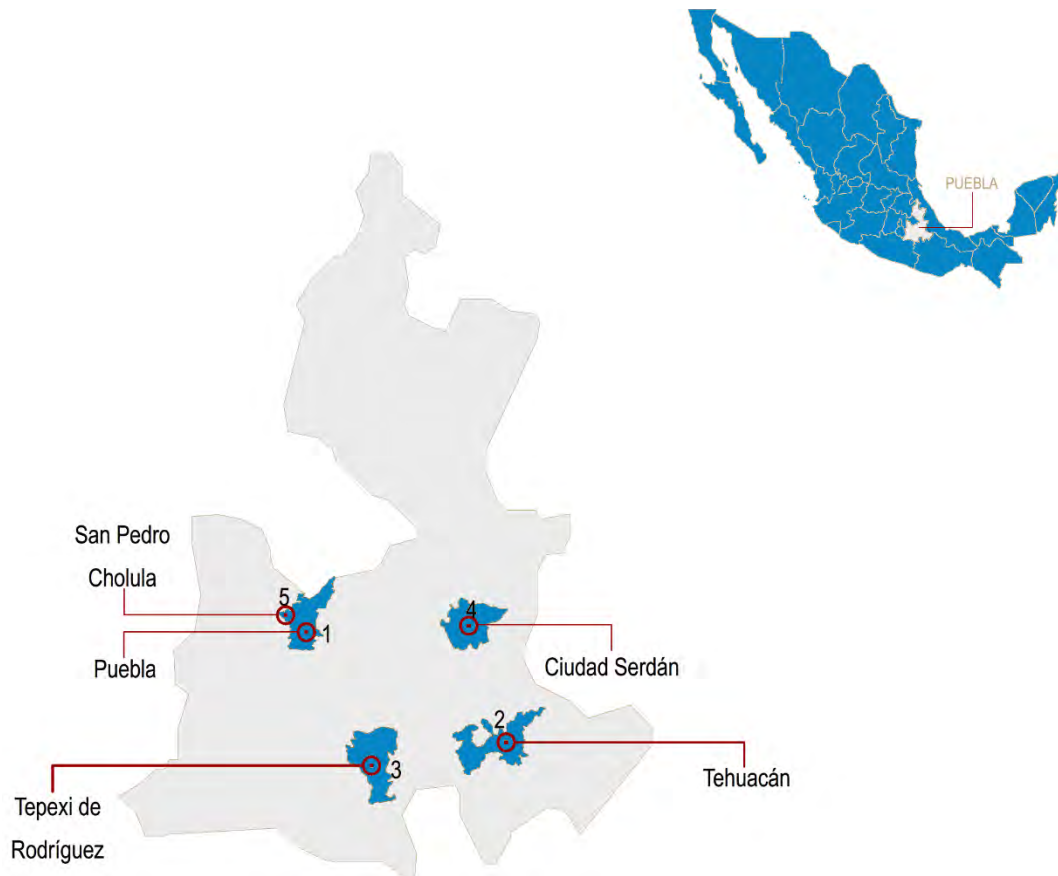 PUEBLA
San Pedro
Cholula
5
4
1
Puebla
Ciudad Serdán
2
3
Tehuacán
Tepexi de
Rodríguez